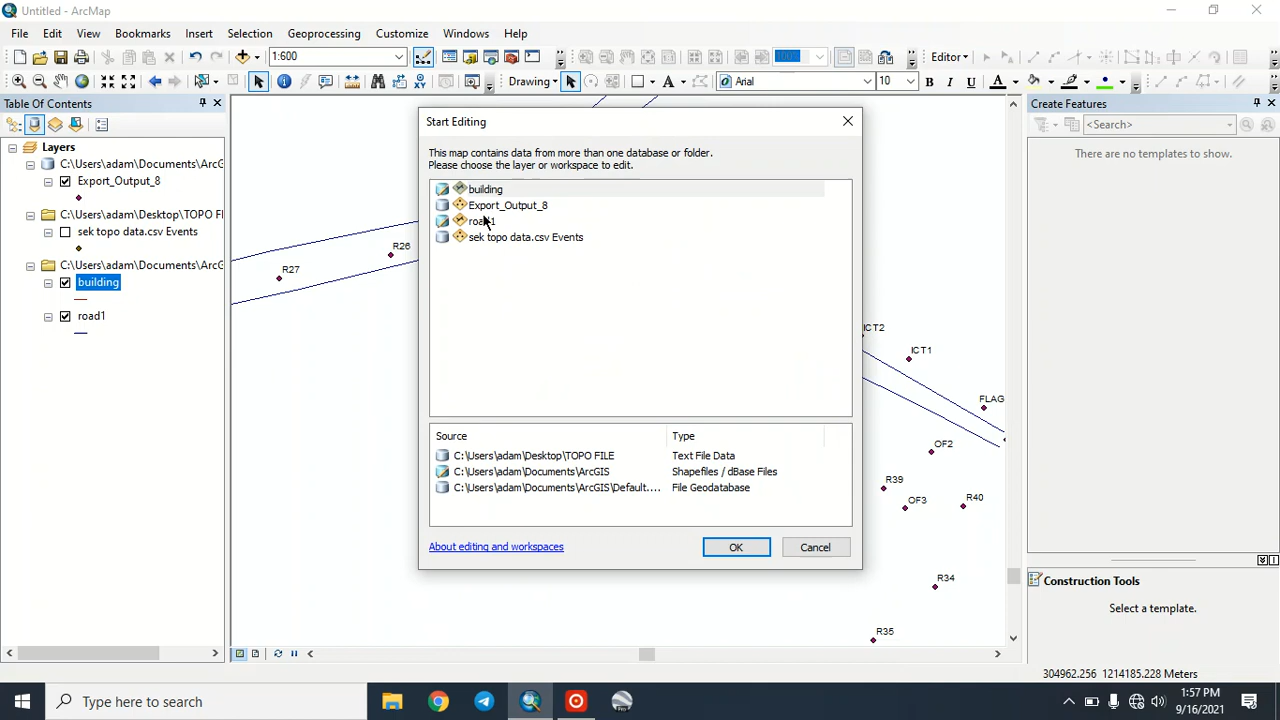 Untitled - ArcMap
File Edit View Bookmarks Insert Selection Geoprocessing Customize Windows Help
1:600
100%
Editor
Drawing
Arial
10
B I U A
Table Of Contents
Layers
C:\Users\adam\Documents\ArcG
Export_Output_8
C:\Users\adam\Desktop\TOPO FI
sek topo data.csv Events
C:\Users\adam\Documents\ArcG
building
road1
R27
R26
Start Editing
This map contains data from more than one database or folder.
Please choose the layer or workspace to edit.
building
Export_Output_8
road1
sek topo data.csv Events
Source Type
C:\Users\adam\Desktop\TOPO FILE Text File Data
C:\Users\adam\Documents\ArcGIS Shapefiles / dBase Files
C:\Users\adam\Documents\ArcGIS\Default.... File Geodatabase
About editing and workspaces
OK
Cancel
ICT2
ICT1
FLAG
OF2
R39
OF3
R40
R34
R35
Create Features
<Search>
There are no templates to show.
Construction Tools
Select a template.
304962.256 1214185.228 Meters
Type here to search
1:57 PM
9/16/2021